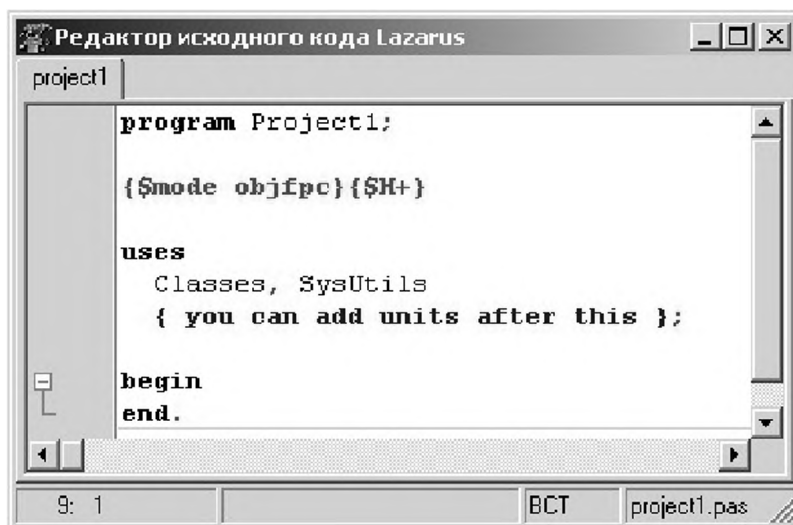 Редактор исходного кода Lazarus
project1
program Project1;
{$mode objfpc}{$H+}
uses
Classes, SysUtils
{ you can add units after this };
begin
end.
9: 1
ВСТ
project1.pas